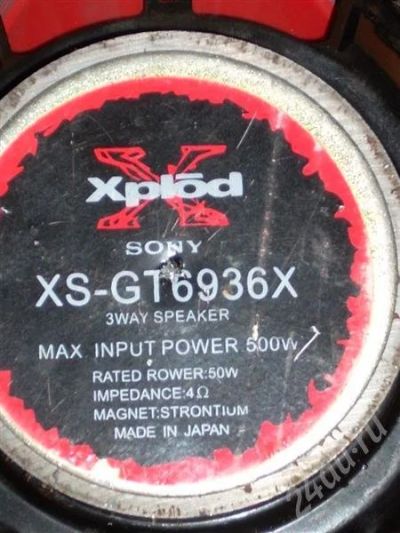 X
Xplōd
SONY
XS-GT6936X
3WAY SPEAKER
MAX INPUT POWER 500W
RATED ROWER:50W
IMPEDANCE:4Ω
MAGNET:STRONTIUM
MADE IN JAPAN
24au.ru